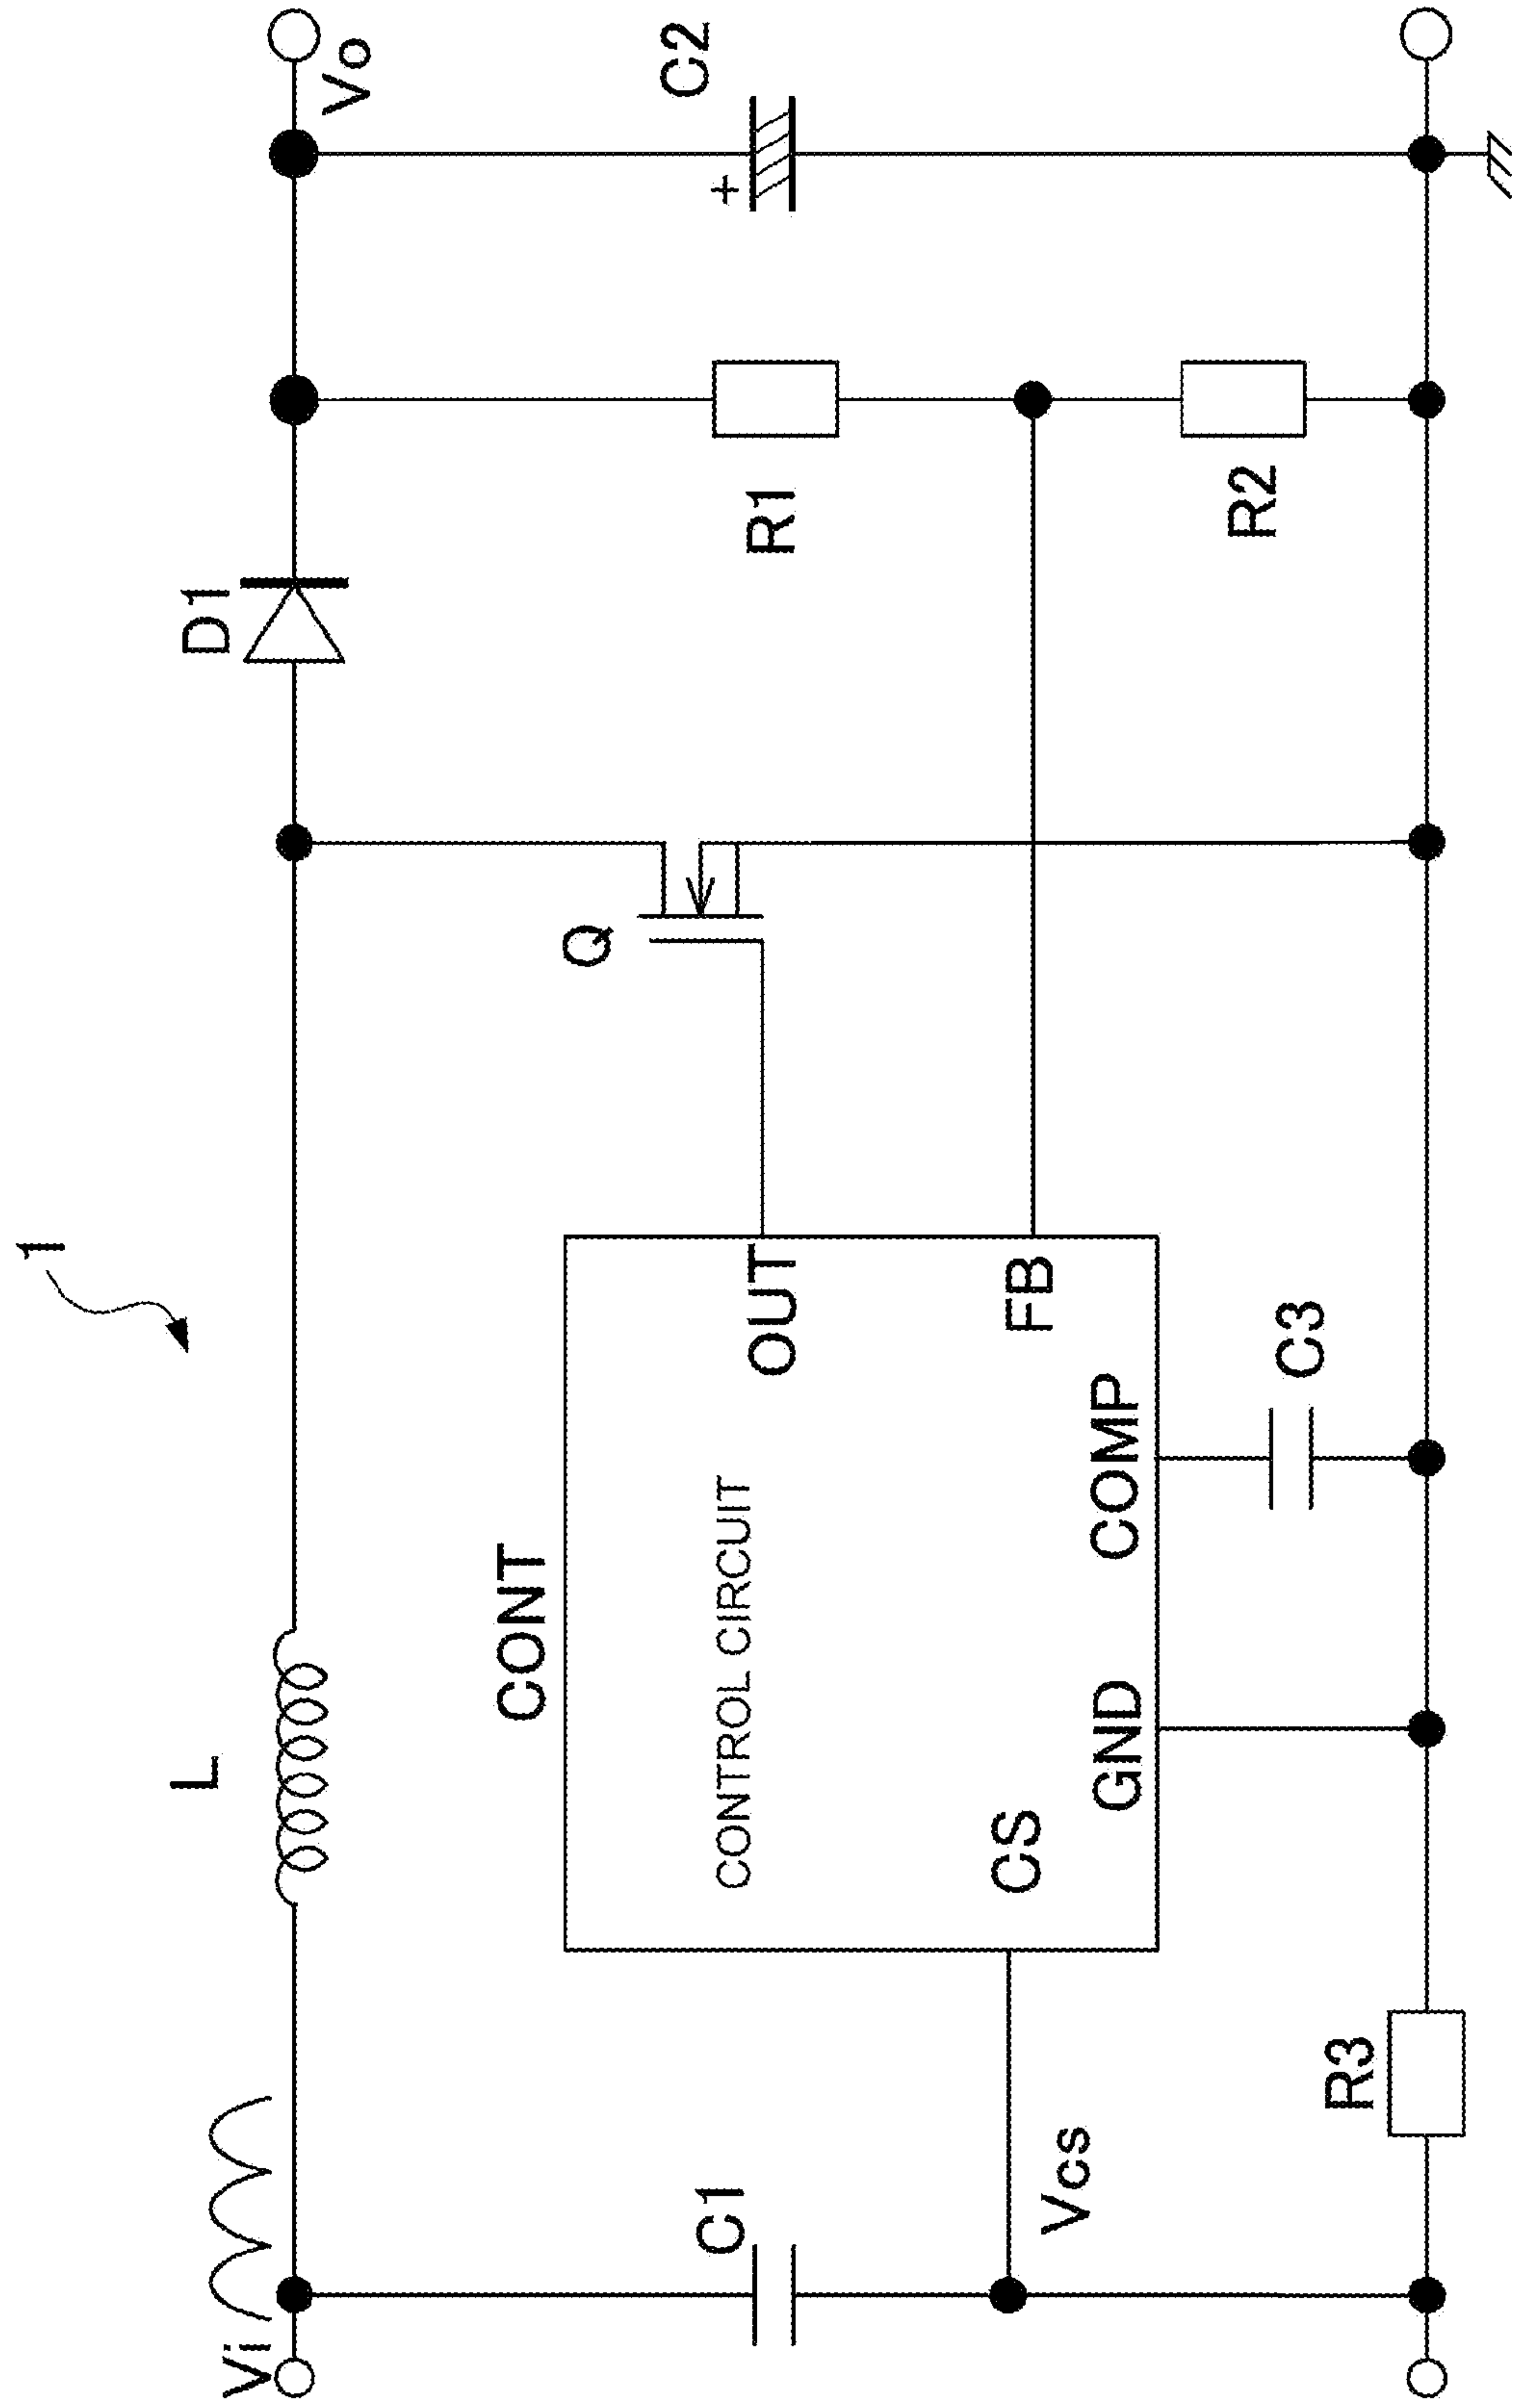 1
Vi
L
D1
Vo
CONT
CONTROL CIRCUIT
Q
C2
+
C1
OUT
R1
CS
FB
Vcs
GND
COMP
C3
R2
R3